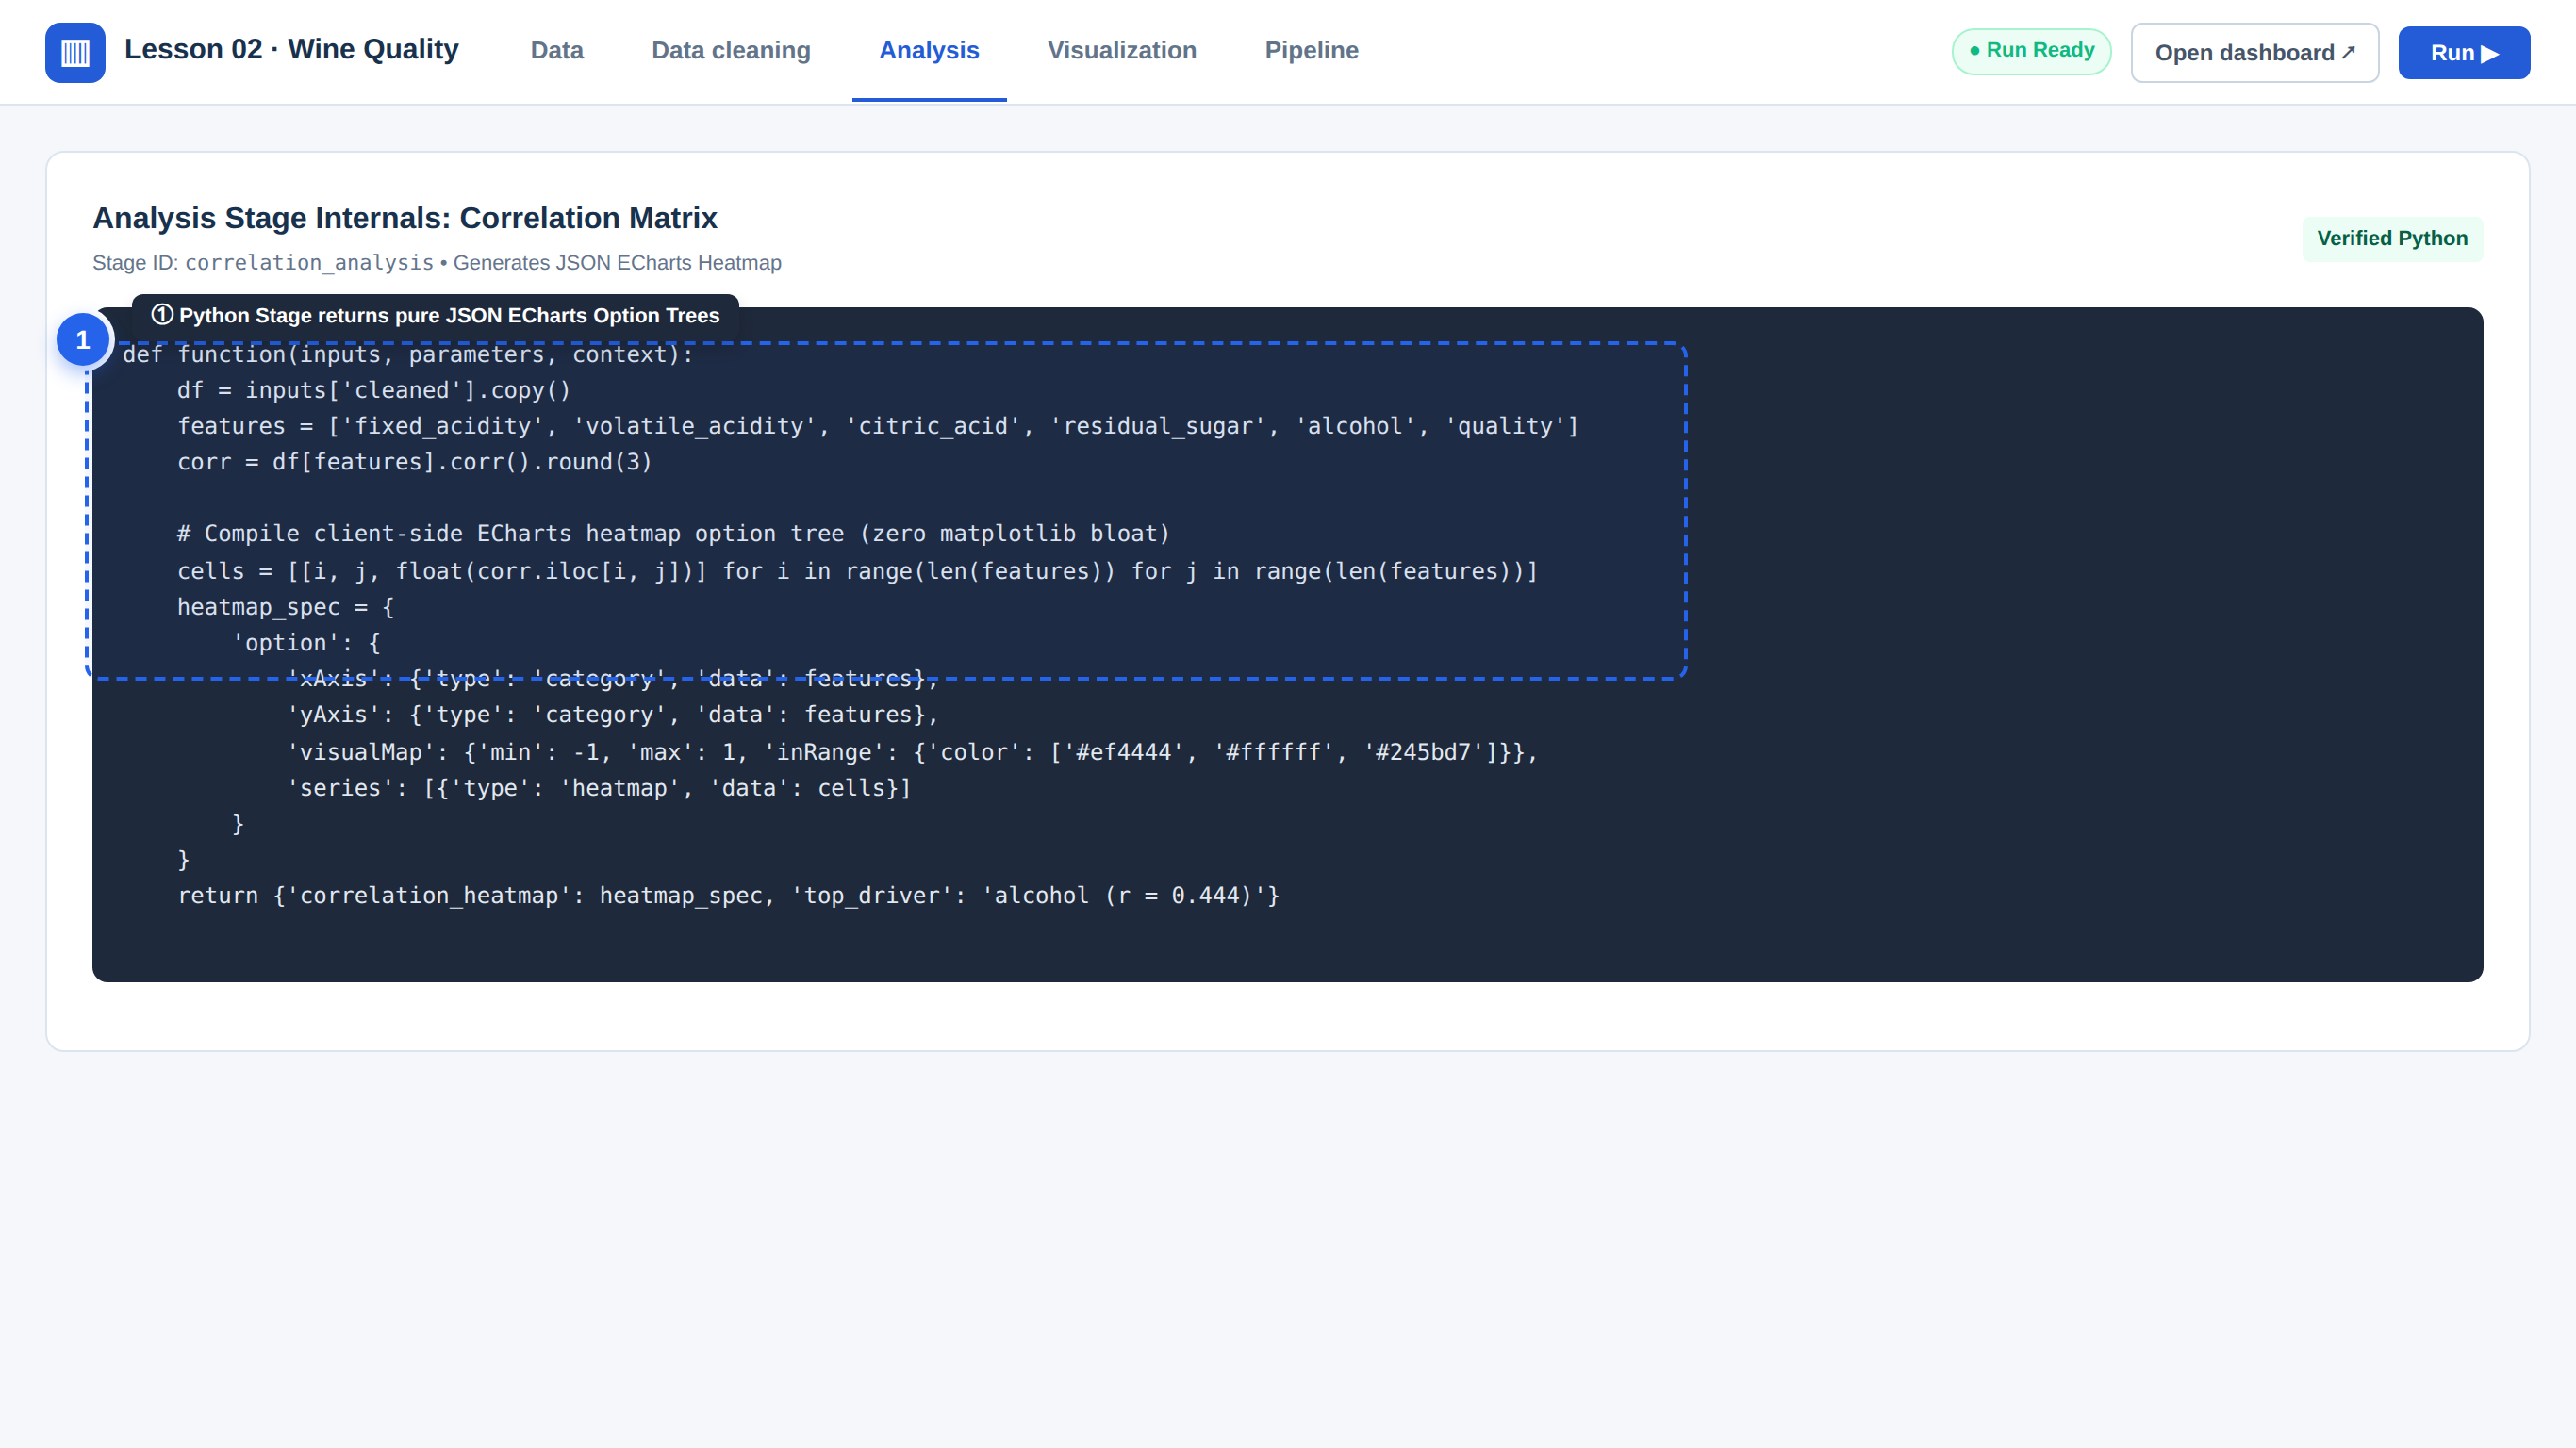 Lesson 02 · Wine Quality
Data
Data cleaning
Analysis
Visualization
Pipeline
● Run Ready
Open dashboard ↗
Run ▶
Analysis Stage Internals: Correlation Matrix
Stage ID: correlation_analysis • Generates JSON ECharts Heatmap
Verified Python
① Python Stage returns pure JSON ECharts Option Trees
1
def function(inputs, parameters, context):
    df = inputs['cleaned'].copy()
    features = ['fixed_acidity', 'volatile_acidity', 'citric_acid', 'residual_sugar', 'alcohol', 'quality']
    corr = df[features].corr().round(3)
    # Compile client-side ECharts heatmap option tree (zero matplotlib bloat)
    cells = [[i, j, float(corr.iloc[i, j])] for i in range(len(features)) for j in range(len(features))]
    heatmap_spec = {
        'option': {
            'xAxis': {'type': 'category', 'data': features},
            'yAxis': {'type': 'category', 'data': features},
            'visualMap': {'min': -1, 'max': 1, 'inRange': {'color': ['#ef4444', '#ffffff', '#245bd7']}},
            'series': [{'type': 'heatmap', 'data': cells}]
        }
    }
    return {'correlation_heatmap': heatmap_spec, 'top_driver': 'alcohol (r = 0.444)'}